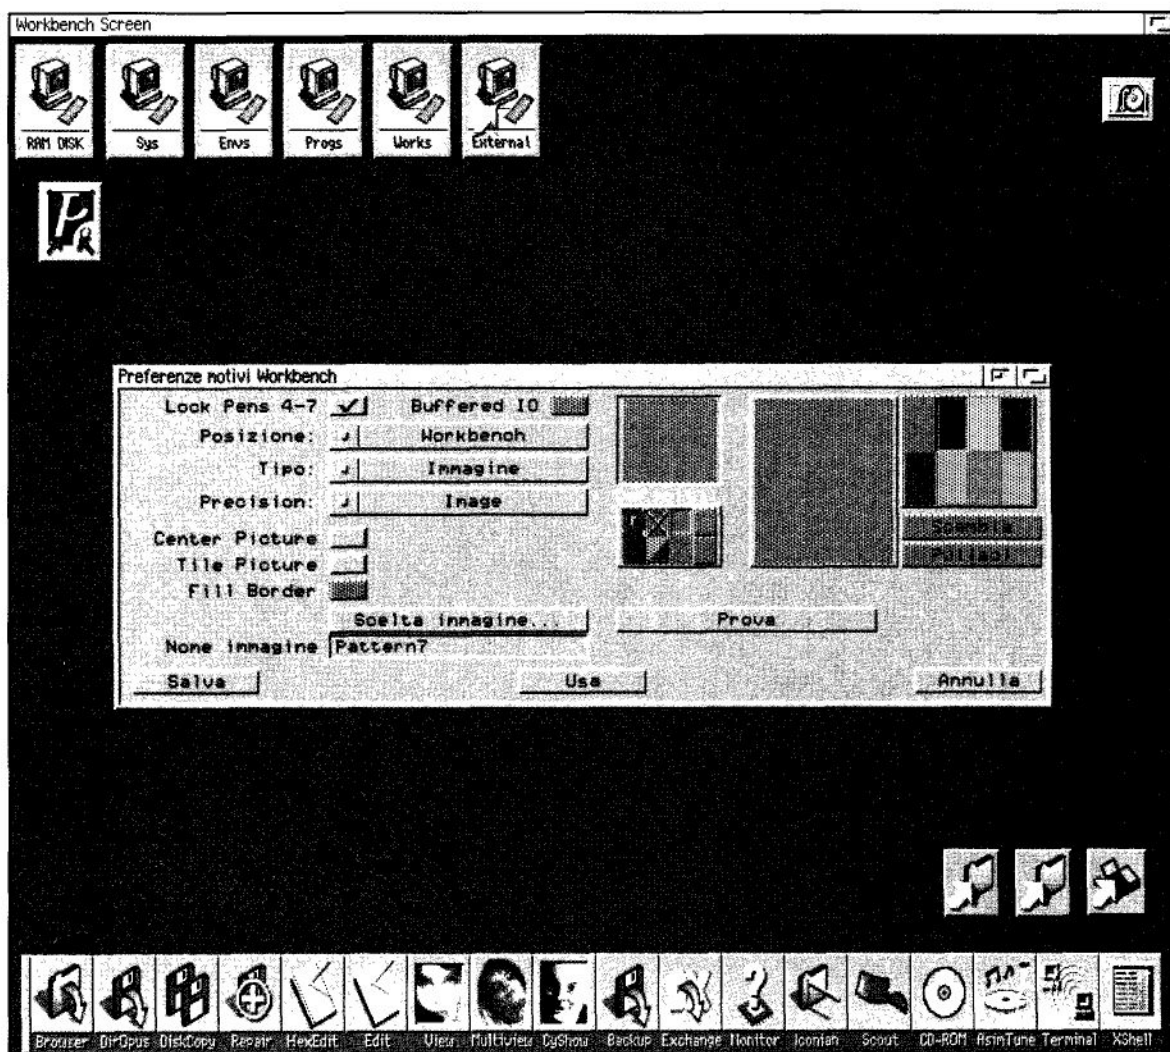 Workbench Screen
RAM DISK Sys Envs Progs Works External
Preferenze motivi Workbench
Lock Pens 4-7 Buffered IO
Posizione: Workbench
Tipo: Immagine
Precision: Image
Center Picture
Tile Picture
Fill Border
Scambia
Pulisci
Scelta immagine... Prova
Nome immagine Pattern7
Salva Usa Annulla
Browser DirOpus DiskCopy Repair HexEdit Edit View Multiview CyShow Backup Exchange Monitor Iconian Scout CD-ROM AsimTune Terminal XShell